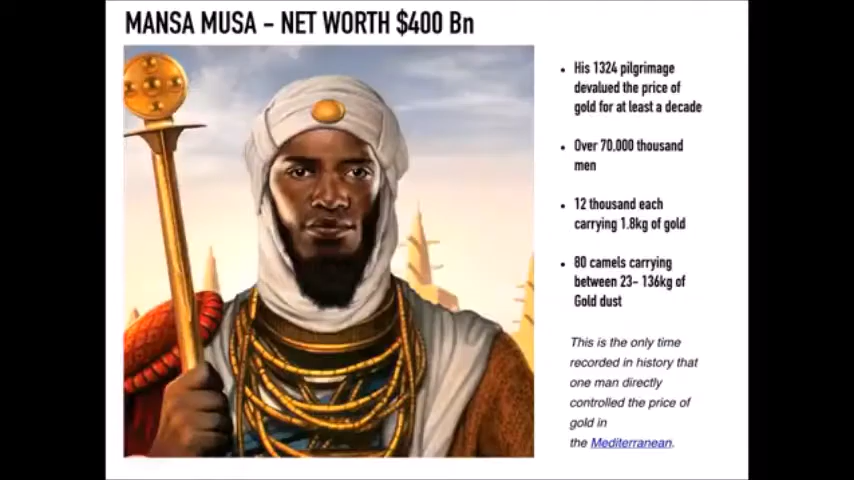 MANSA MUSA – NET WORTH $400 Bn
• His 1324 pilgrimage
devalued the price of
gold for at least a decade
• Over 70,000 thousand
men
• 12 thousand each
carrying 1.8kg of gold
• 80 camels carrying
between 23– 136kg of
Gold dust
This is the only time
recorded in history that
one man directly
controlled the price of
gold in
the Mediterranean.